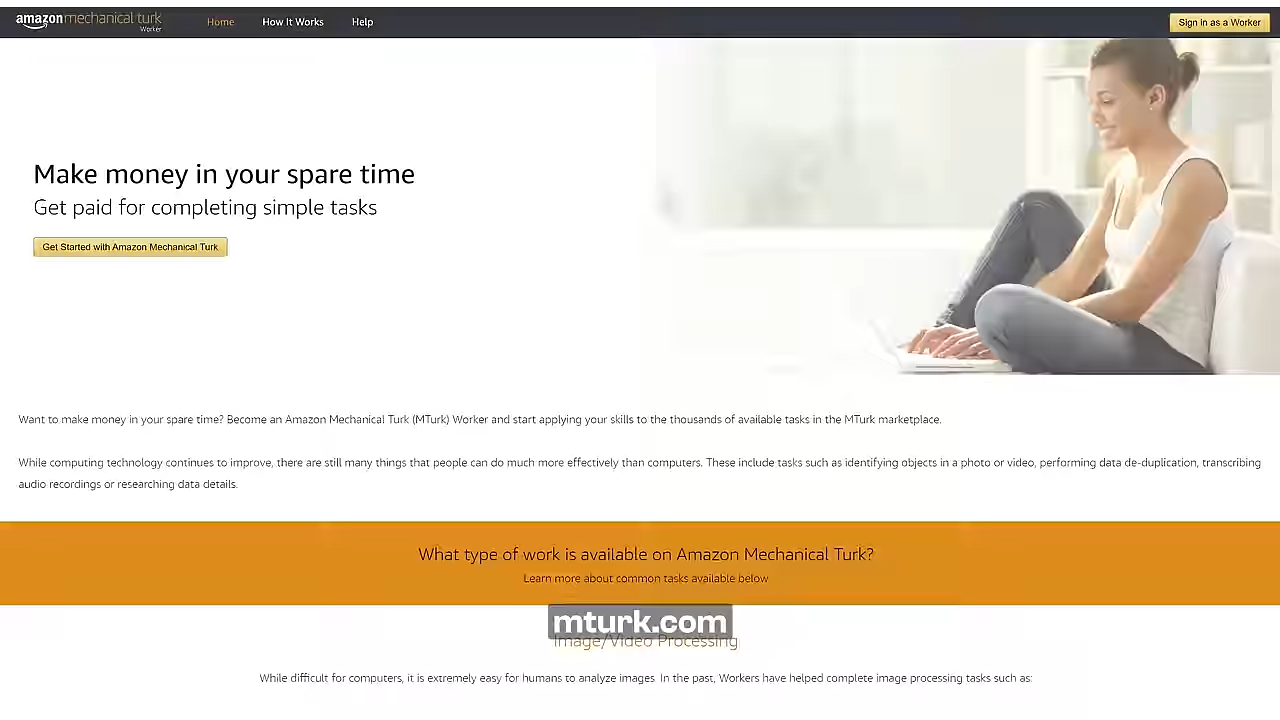 amazon mechanical turk
Worker
Home How It Works Help
Sign in as a Worker
Make money in your spare time
Get paid for completing simple tasks
Get Started with Amazon Mechanical Turk
Want to make money in your spare time? Become an Amazon Mechanical Turk (MTurk) Worker and start applying your skills to the thousands of available tasks in the MTurk marketplace.
While computing technology continues to improve, there are still many things that people can do much more effectively than computers. These include tasks such as identifying objects in a photo or video, performing data de-duplication, transcribing
audio recordings or researching data details.
What type of work is available on Amazon Mechanical Turk?
Learn more about common tasks available below
mturk.com
Image/Video Processing
While difficult for computers, it is extremely easy for humans to analyze images. In the past, Workers have helped complete image processing tasks such as: